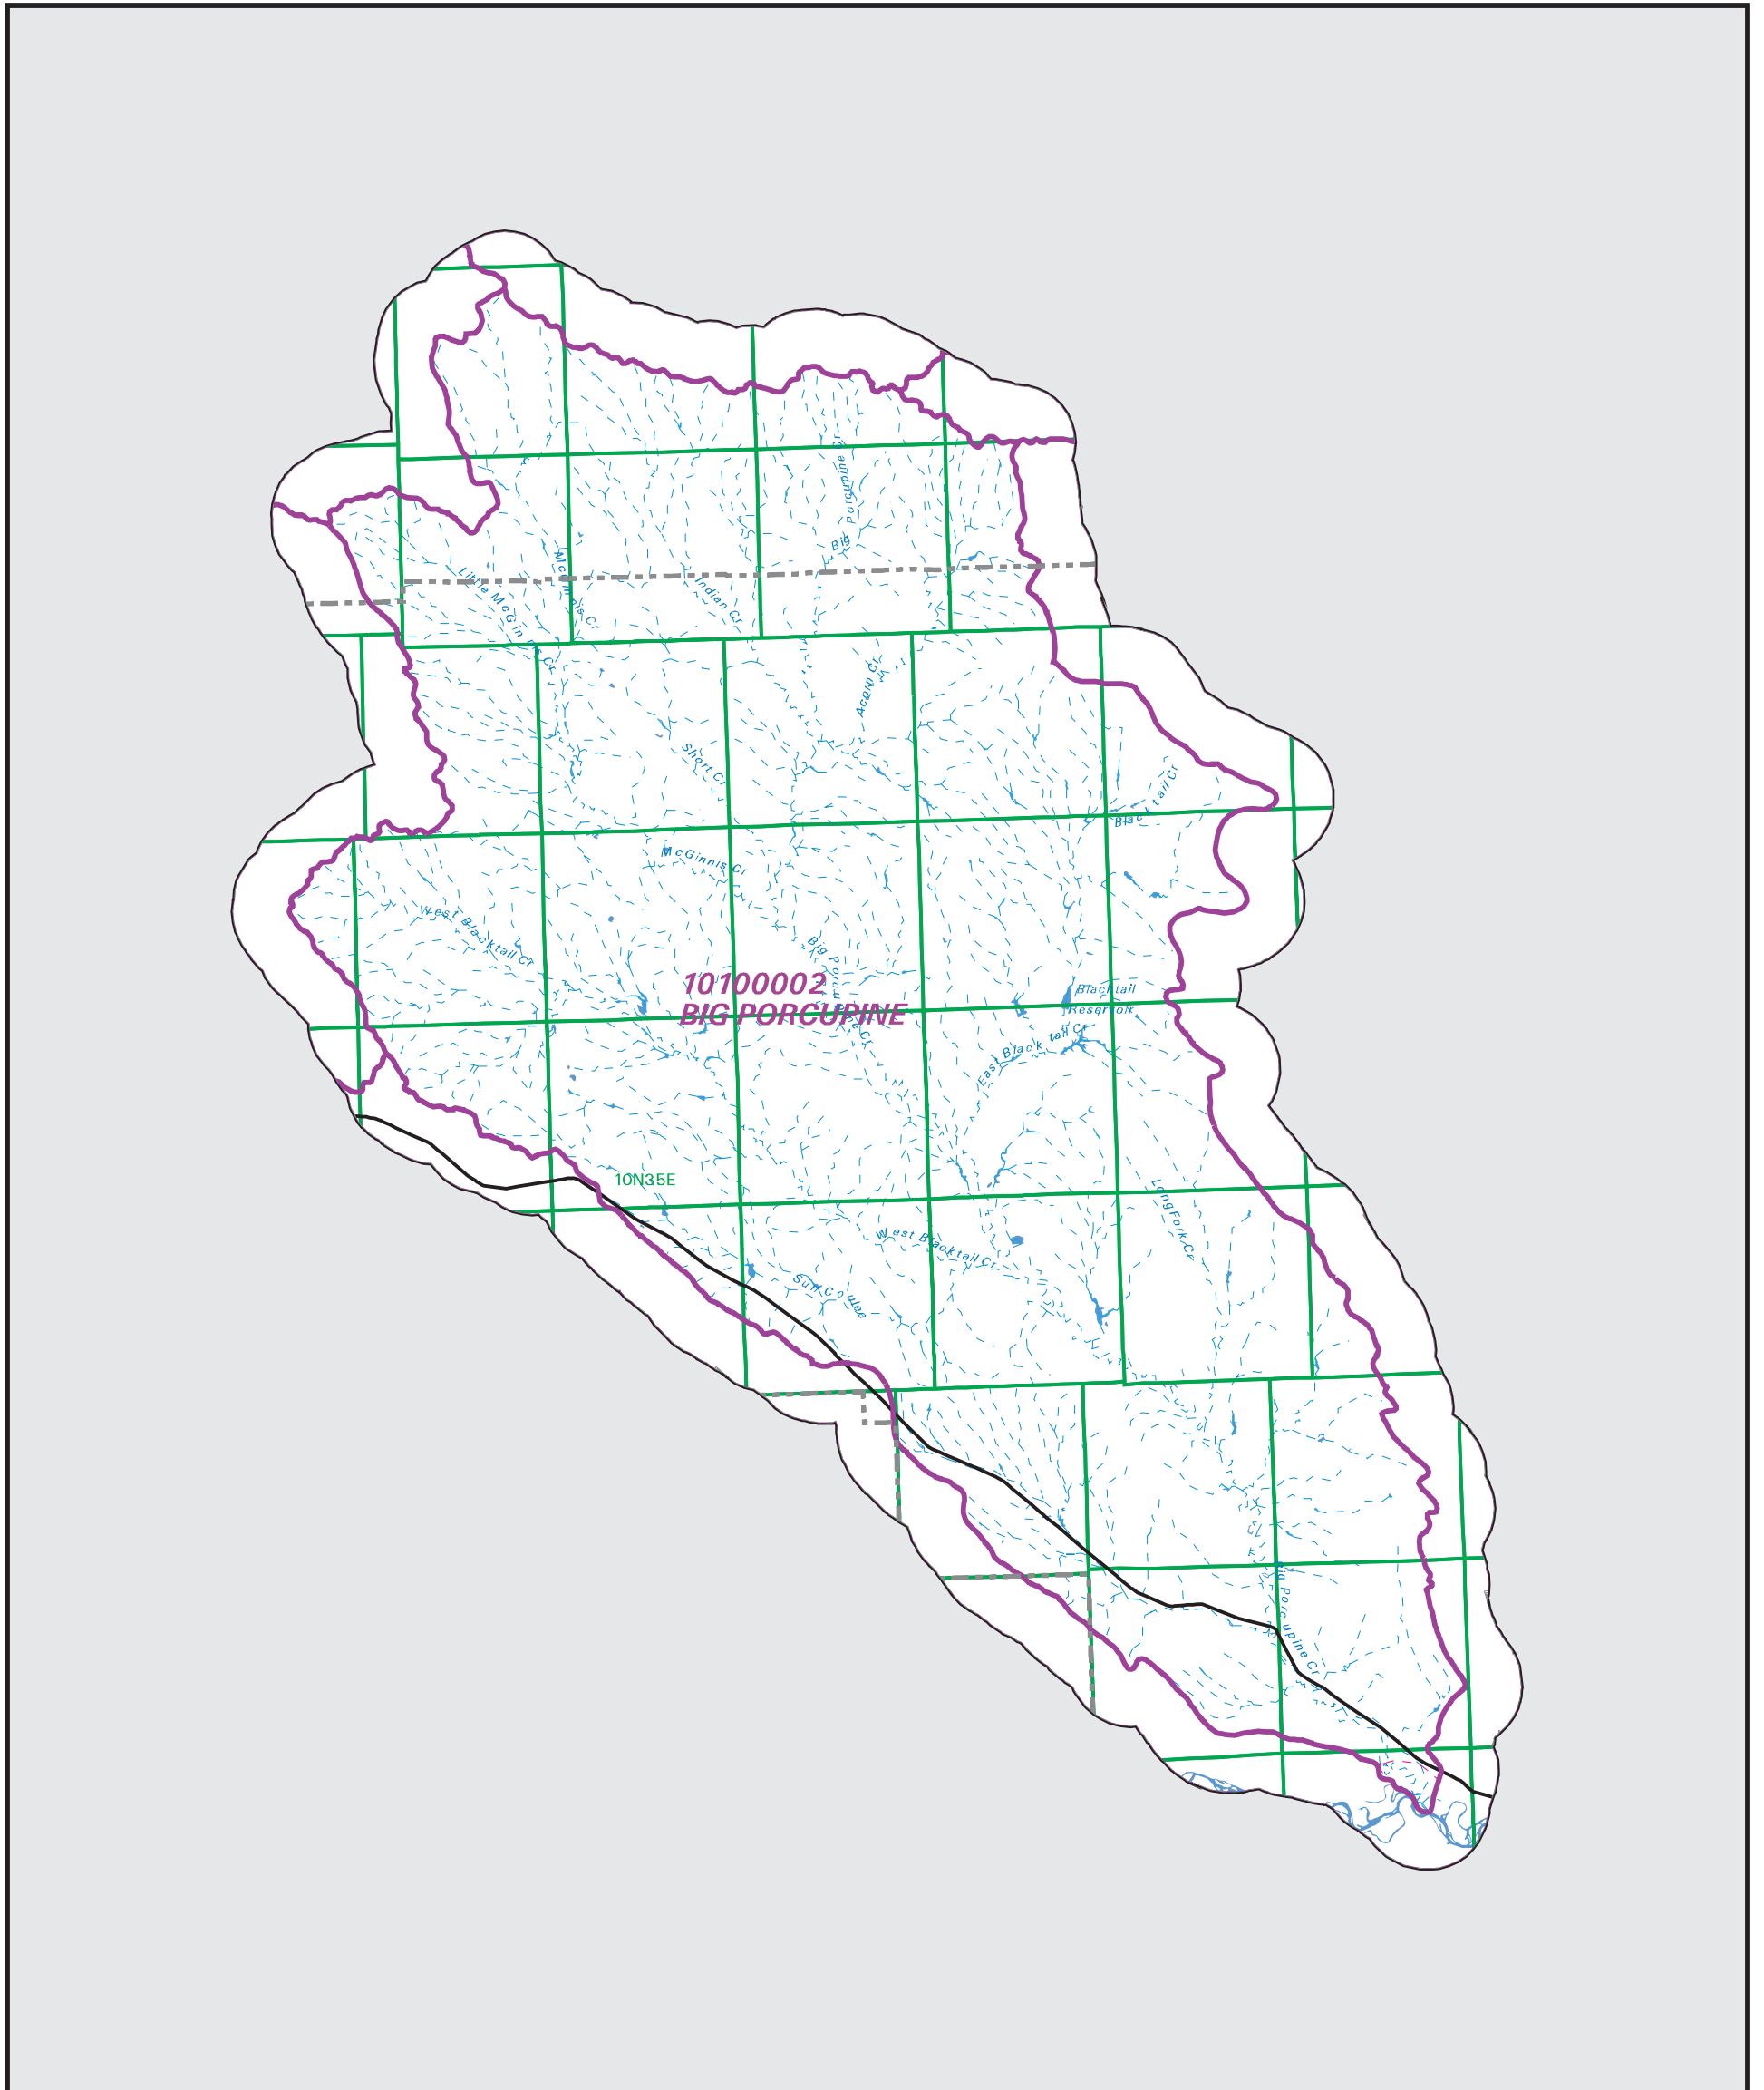 Big Porcupine Cr
Little McGinnis Cr
McGinnis Cr
Indian Cr
Acorn Cr
Short Cr
Blacktail Cr
McGinnis Cr
West Blacktail Cr
Big Porcupine Cr
10100002
BIG PORCUPINE
Blacktail
Reservoir
East Blacktail Cr
10N35E
Long Fork Cr
West Blacktail Cr
Surf Coulee
Big Porcupine Cr